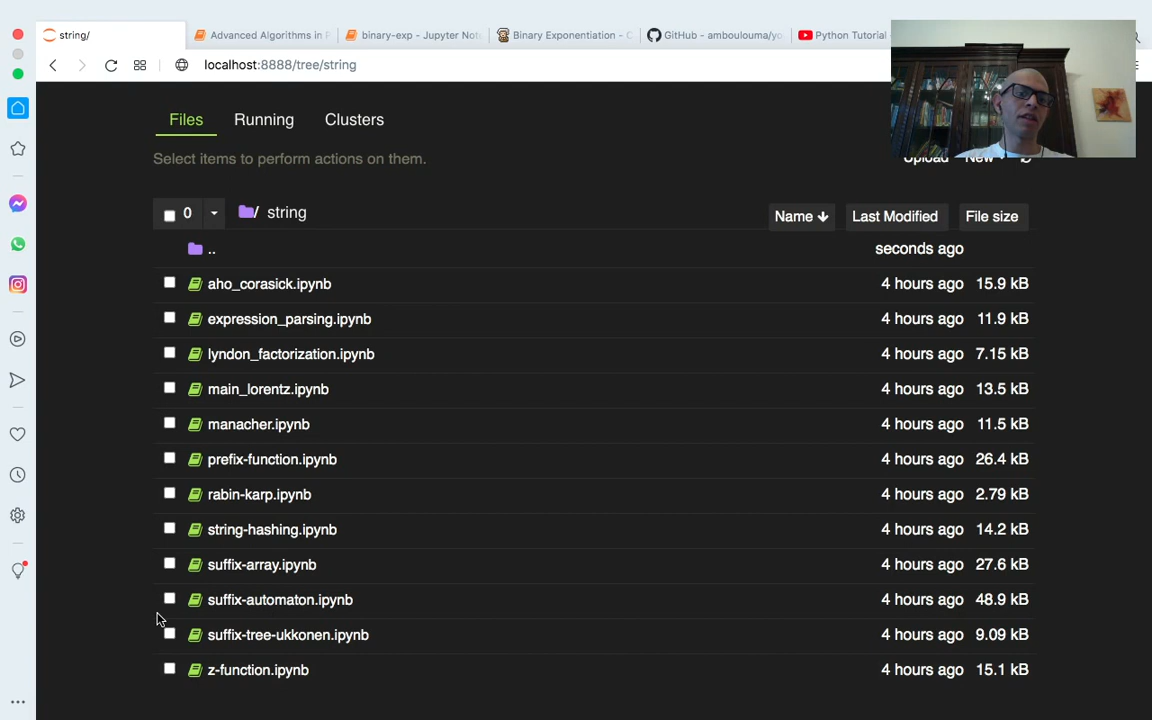 string/
Advanced Algorithms in P
binary-exp - Jupyter Not
Binary Exponentiation - C
GitHub - amboulouma/yo
Python Tutorial
localhost:8888/tree/string
Files
Running
Clusters
Select items to perform actions on them.
Upload New
0
/ string
Name
Last Modified
File size
..
seconds ago
aho_corasick.ipynb
4 hours ago
15.9 kB
expression_parsing.ipynb
4 hours ago
11.9 kB
lyndon_factorization.ipynb
4 hours ago
7.15 kB
main_lorentz.ipynb
4 hours ago
13.5 kB
manacher.ipynb
4 hours ago
11.5 kB
prefix-function.ipynb
4 hours ago
26.4 kB
rabin-karp.ipynb
4 hours ago
2.79 kB
string-hashing.ipynb
4 hours ago
14.2 kB
suffix-array.ipynb
4 hours ago
27.6 kB
suffix-automaton.ipynb
4 hours ago
48.9 kB
suffix-tree-ukkonen.ipynb
4 hours ago
9.09 kB
z-function.ipynb
4 hours ago
15.1 kB